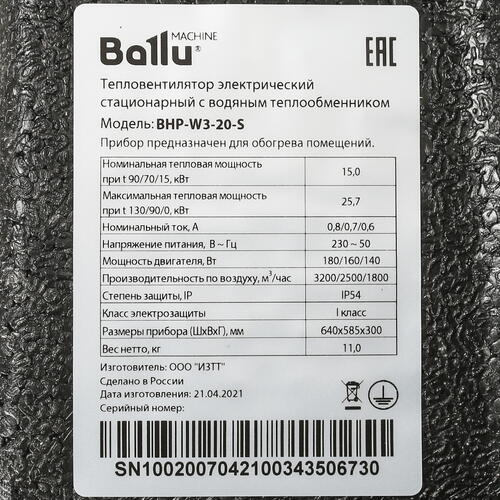 MACHINE
Ballu®
EAC
Тепловентилятор электрический
стационарный с водяным теплообменником
Модель: BHP-W3-20-S
Прибор предназначен для обогрева помещений.
Номинальная тепловая мощность
при t 90/70/15, кВт 15,0
Максимальная тепловая мощность
при t 130/90/0, кВт 25,7
Номинальный ток, А 0,8/0,7/0,6
Напряжение питания, В ~ Гц 230 ~ 50
Мощность двигателя, Вт 180/160/140
Производительность по воздуху, м³/час 3200/2500/1800
Степень защиты, IP IP54
Класс электрозащиты I класс
Размеры прибора (ШхВхГ), мм 640x585x300
Вес нетто, кг 11,0
Изготовитель: ООО "ИЗТТ"
Сделано в России
Дата изготовления: 21.04.2021
Серийный номер:
SN1002007042100343506730